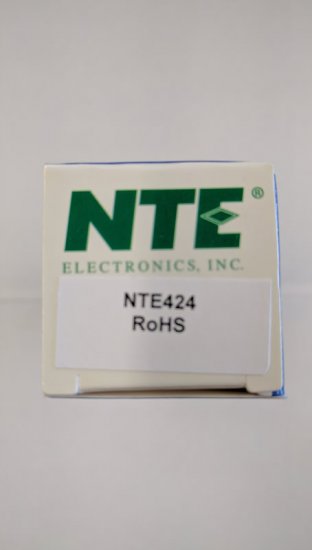 NTE®
ELECTRONICS, INC.
NTE424
RoHS